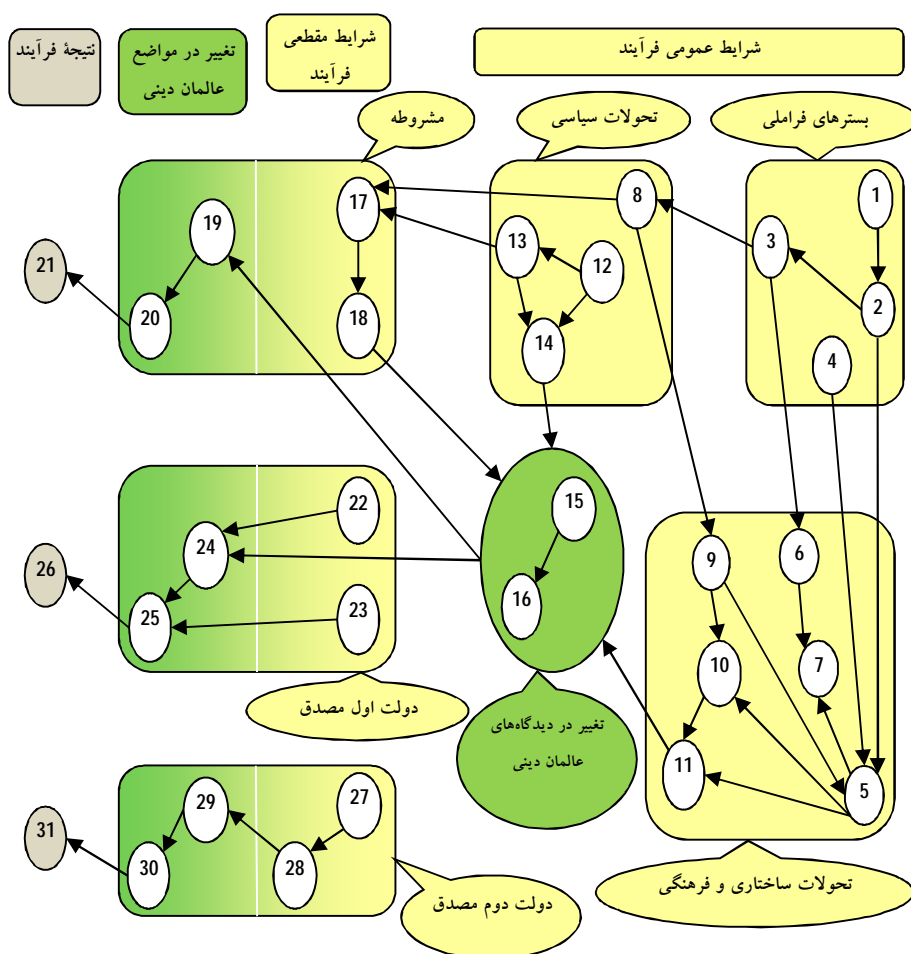 شرایط عمومی فرآیند
شرایط مقطعی
فرآیند
تغییر در مواضع
عالمان دینی
نتیجهٔ فرآیند
بسترهای فراملی
تحولات سیاسی
مشروطه
1
2
3
4
8
12
13
14
17
18
19
20
21
15
16
تغییر در دیدگاه‌های
عالمان دینی
22
23
24
25
26
دولت اول مصدق
6
9
7
10
11
5
تحولات ساختاری و فرهنگی
27
28
29
30
31
دولت دوم مصدق